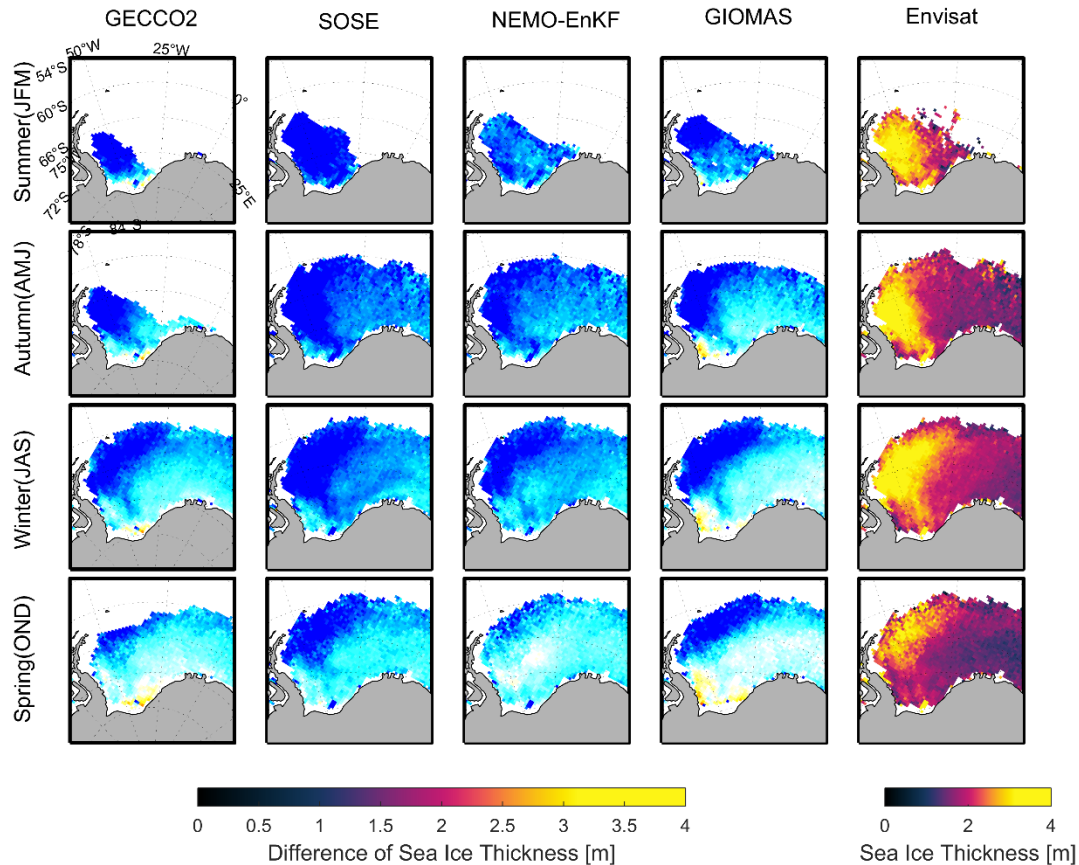 GECCO2 SOSE NEMO-EnKF GIOMAS Envisat
50°W 25°W
54°S
0°
60°S
66°S
75°
72°S
25°E
78°S 84°S
Summer(JFM)
Autumn(AMJ)
Winter(JAS)
Spring(OND)
0 0.5 1 1.5 2 2.5 3 3.5 4
Difference of Sea Ice Thickness [m]
0 2 4
Sea Ice Thickness [m]